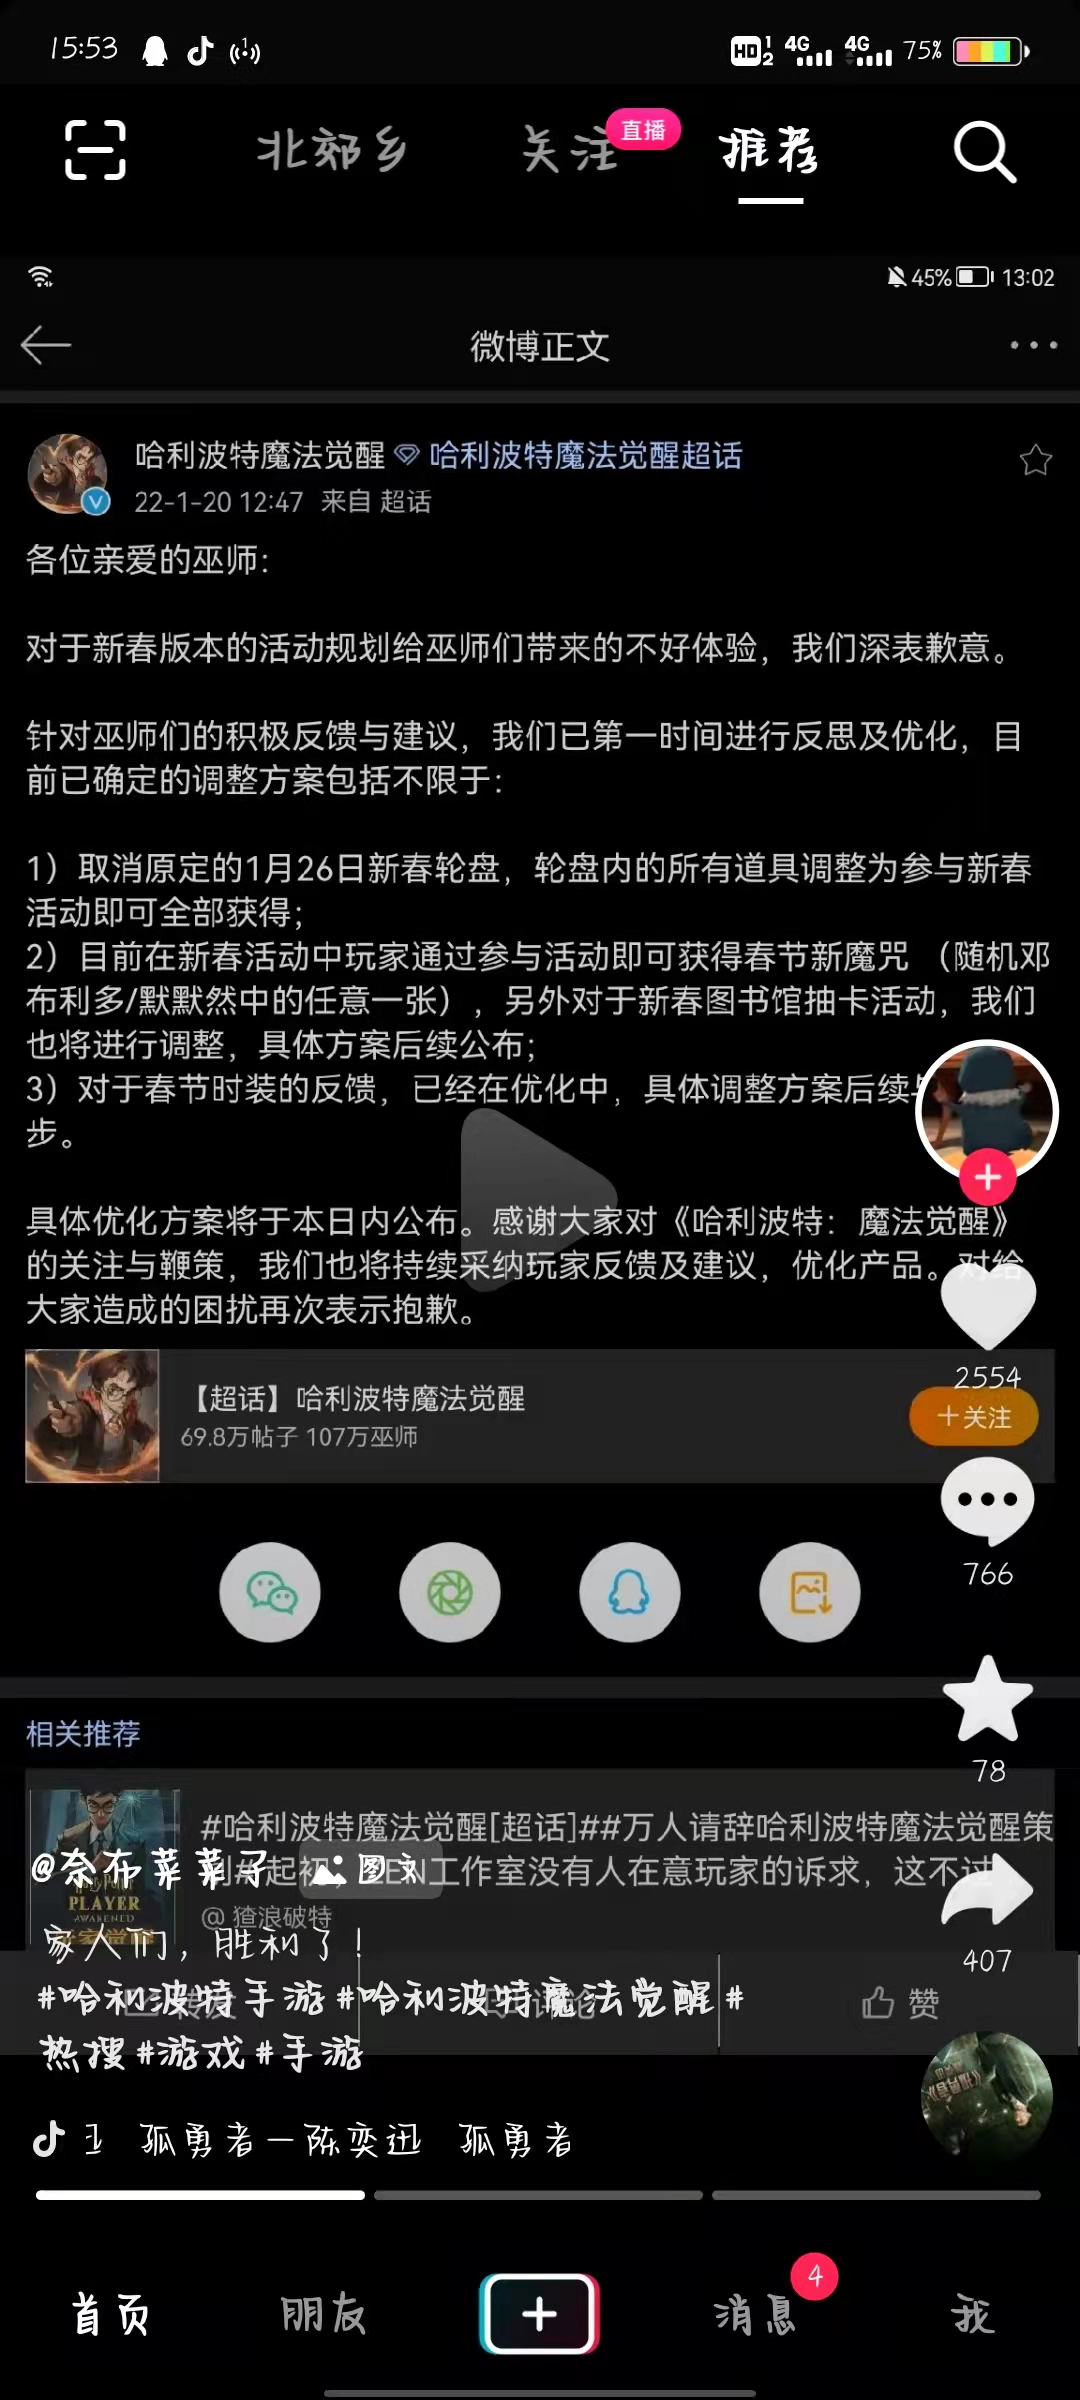 15:53
HD 1 2 4G 4G 75%
北郊乡 关注 直播 推荐
45% 13:02
微博正文
哈利波特魔法觉醒 哈利波特魔法觉醒超话
22-1-20 12:47 来自 超话
各位亲爱的巫师：
对于新春版本的活动规划给巫师们带来的不好体验，我们深表歉意。
针对巫师们的积极反馈与建议，我们已第一时间进行反思及优化，目
前已确定的调整方案包括不限于：
1）取消原定的1月26日新春轮盘，轮盘内的所有道具调整为参与新春
活动即可全部获得；
2）目前在新春活动中玩家通过参与活动即可获得春节新魔咒 （随机邓
布利多/默默然中的任意一张），另外对于新春图书馆抽卡活动，我们
也将进行调整，具体方案后续公布；
3）对于春节时装的反馈，已经在优化中，具体调整方案后续
步。
具体优化方案将于本日内公布。感谢大家对《哈利波特：魔法觉醒》
的关注与鞭策，我们也将持续采纳玩家反馈及建议，优化产品。对给
大家造成的困扰再次表示抱歉。
2554
【超话】哈利波特魔法觉醒
69.8万帖子 107万巫师
+关注
766
相关推荐
78
#哈利波特魔法觉醒[超话]##万人请辞哈利波特魔法觉醒策
工作室没有人在意玩家的诉求，这不过
@奈布菜菜子 图文
PLAYER
AWAKENED
@ 猹浪破特
家人们，胜利了！
407
#哈利波特手游 #哈利波特魔法觉醒 #
热搜 #游戏 #手游
转发 评论 赞
孤勇者－陈奕迅 孤勇者
首页 朋友 消息 4 我